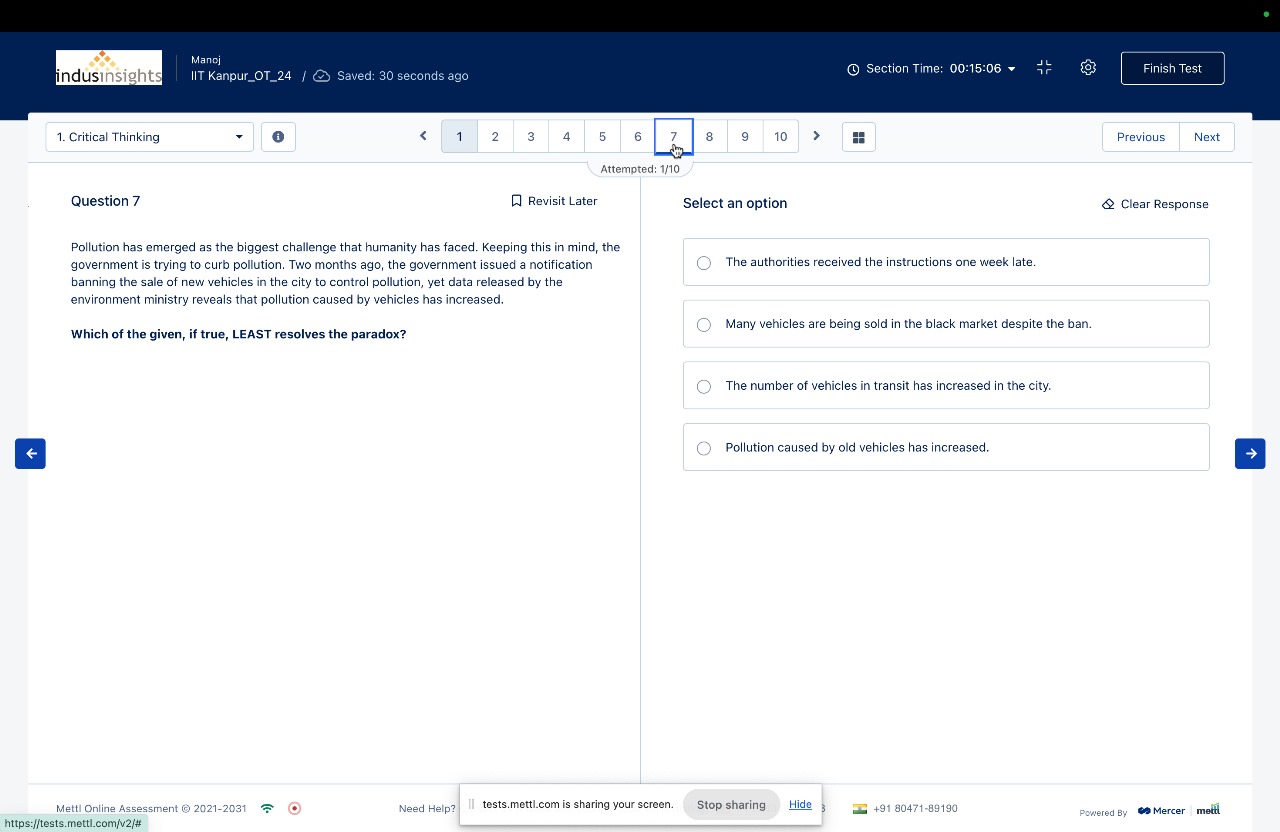 indusinsights
Manoj
IIT Kanpur_OT_24 / Saved: 30 seconds ago
Section Time: 00:15:06
Finish Test
1. Critical Thinking
1 2 3 4 5 6 7 8 9 10
Previous Next
Attempted: 1/10
Question 7
Revisit Later
Pollution has emerged as the biggest challenge that humanity has faced. Keeping this in mind, the
government is trying to curb pollution. Two months ago, the government issued a notification
banning the sale of new vehicles in the city to control pollution, yet data released by the
environment ministry reveals that pollution caused by vehicles has increased.
Which of the given, if true, LEAST resolves the paradox?
Select an option
Clear Response
The authorities received the instructions one week late.
Many vehicles are being sold in the black market despite the ban.
The number of vehicles in transit has increased in the city.
Pollution caused by old vehicles has increased.
Mettl Online Assessment © 2021-2031
Need Help?
tests.mettl.com is sharing your screen.
Stop sharing
Hide
3
+91 80471-89190
Powered By
Mercer | mettl
https://tests.mettl.com/v2/#